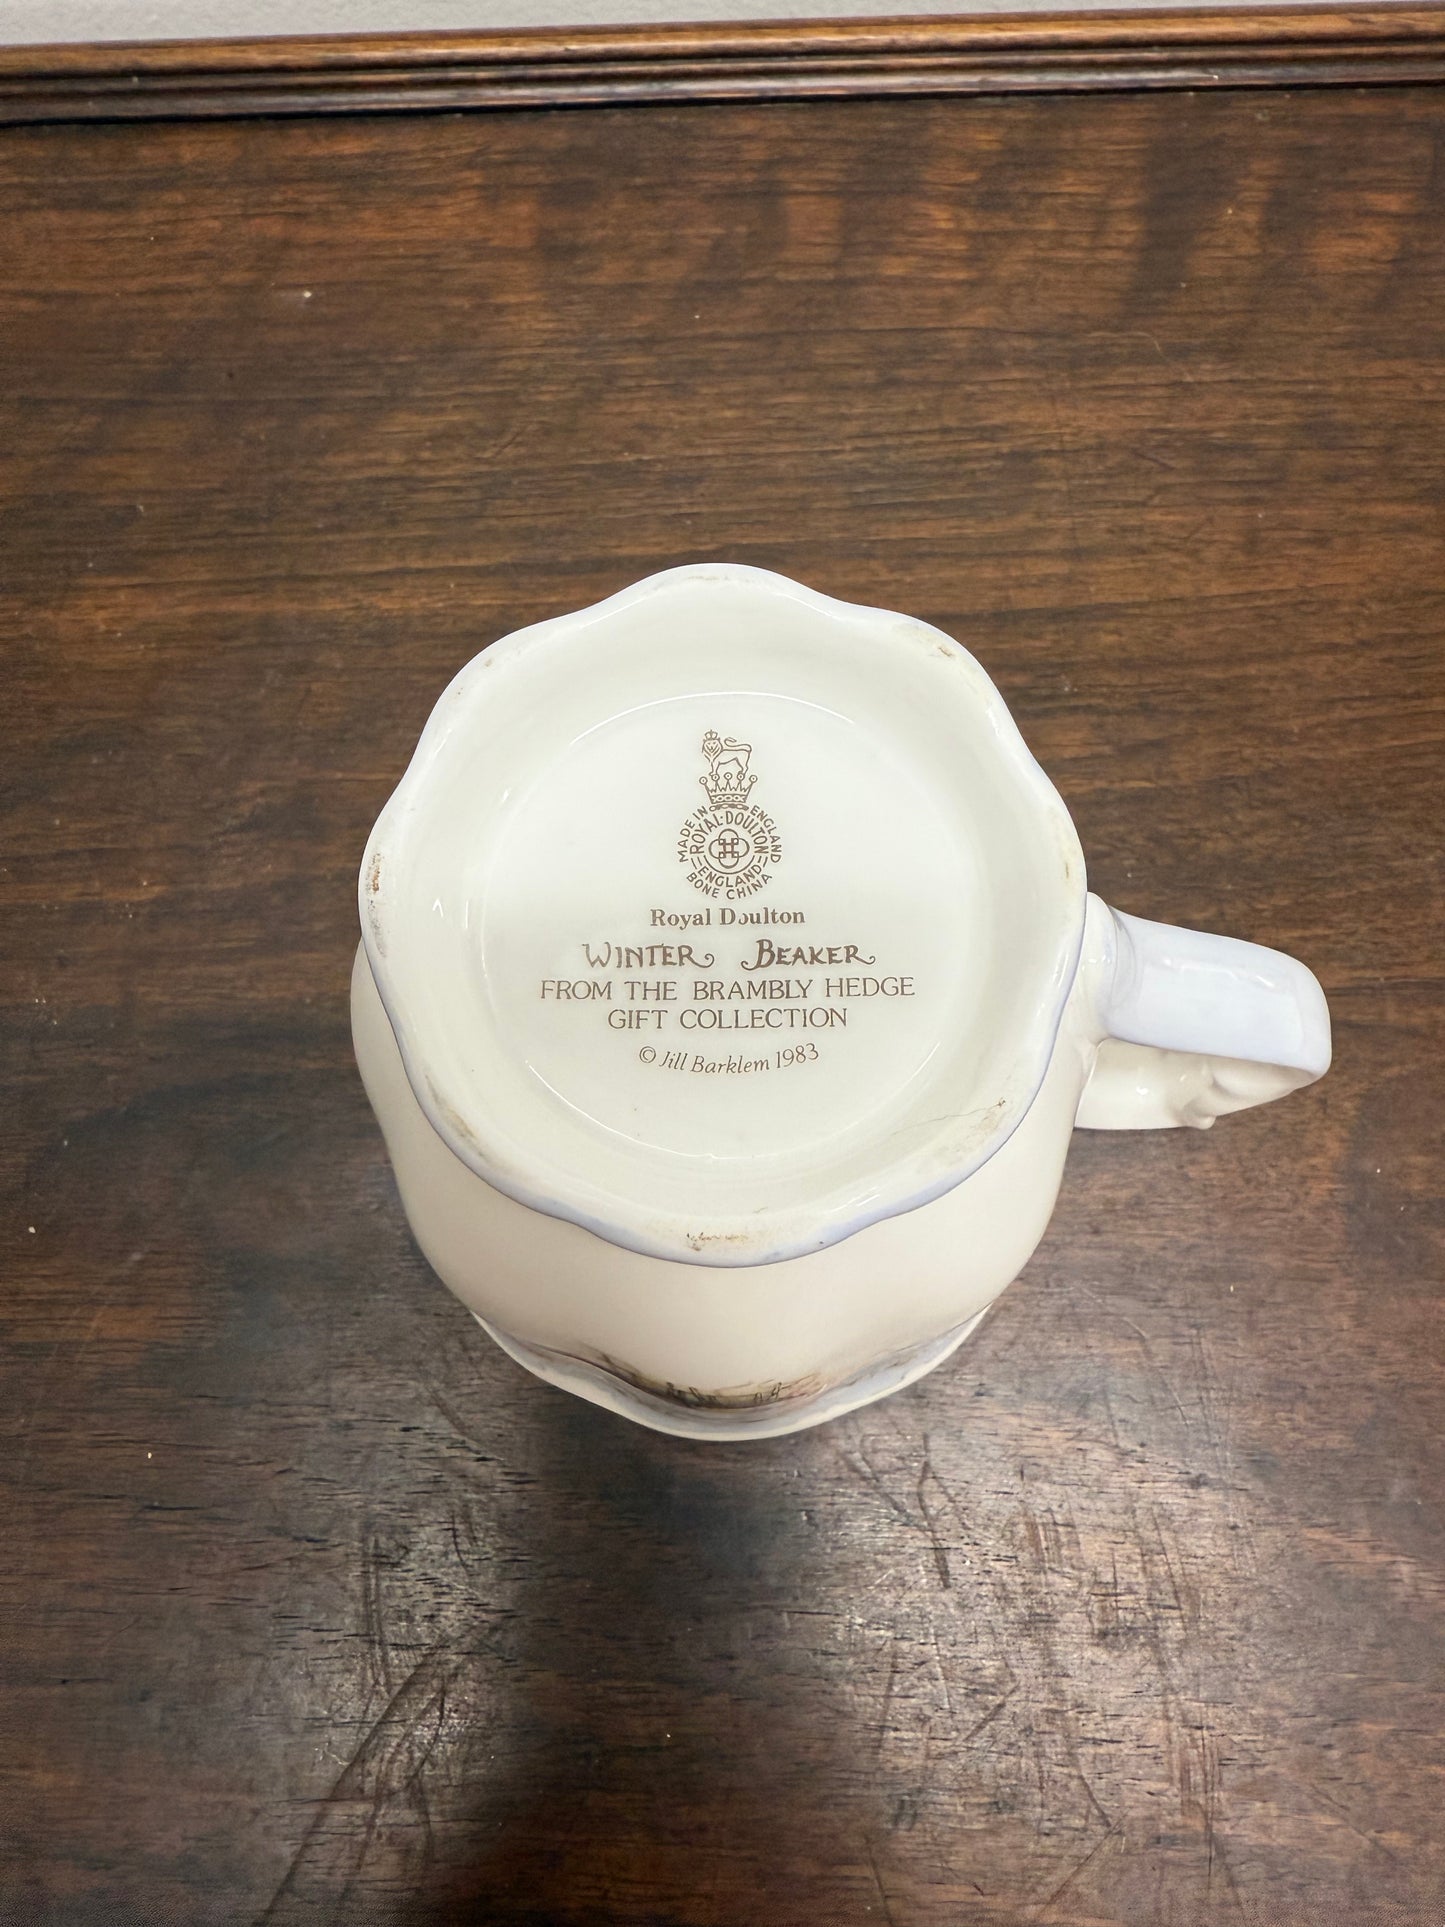 MADE IN ENGLAND
ROYAL·DOULTON
ENGLAND
BONE CHINA
Royal Doulton
WINTER BEAKER
FROM THE BRAMBLY HEDGE
GIFT COLLECTION
© Jill Barklem 1983